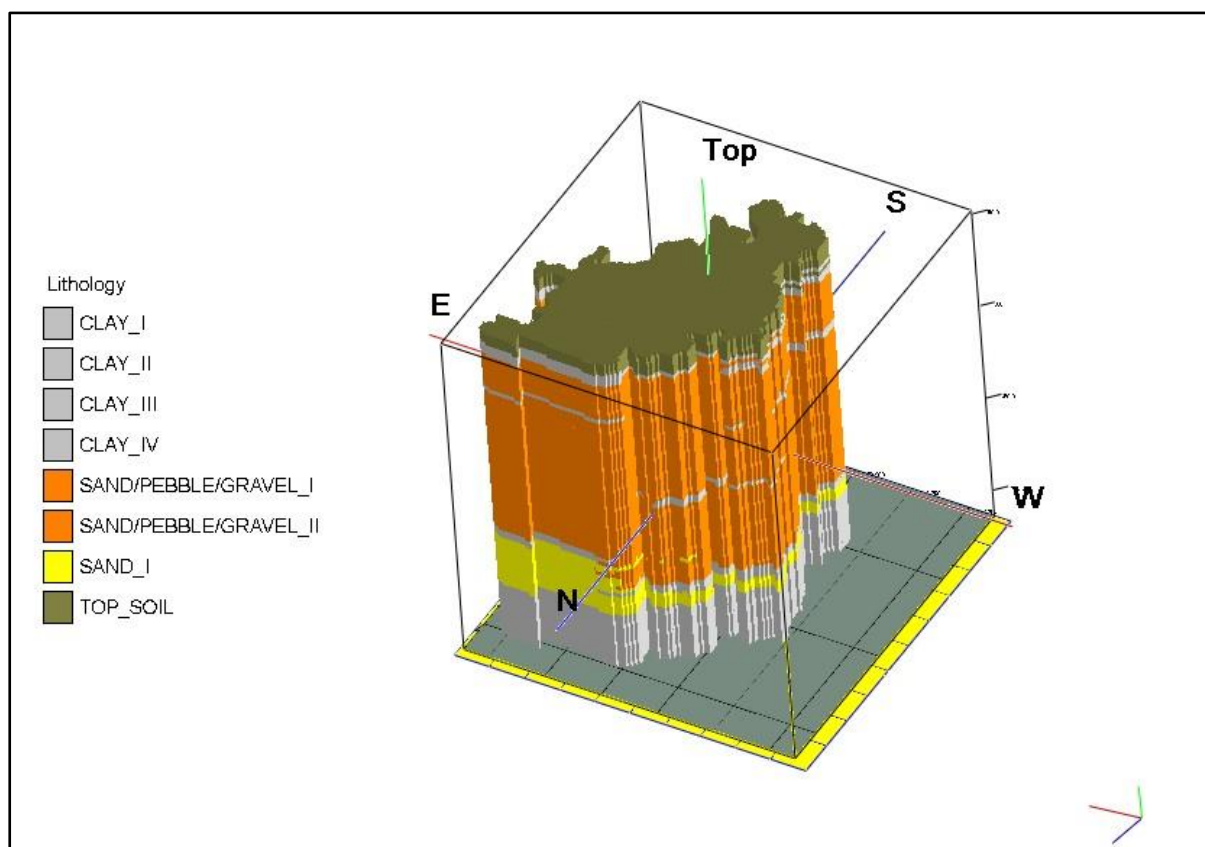 Top
S
E
Lithology
CLAY_I
CLAY_II
CLAY_III
CLAY_IV
SAND/PEBBLE/GRAVEL_I
SAND/PEBBLE/GRAVEL_II
SAND_I
TOP_SOIL
W
N